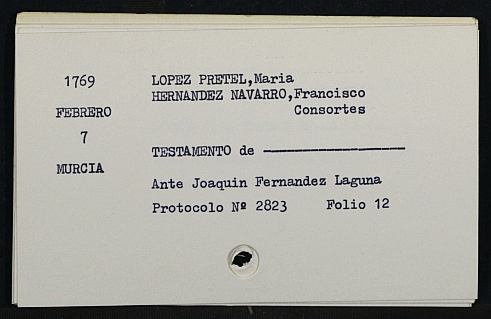 1769 LOPEZ PRETEL,Maria
HERNANDEZ NAVARRO,Francisco
FEBRERO Consortes
7
TESTAMENTO de
MURCIA
Ante Joaquin Fernandez Laguna
Protocolo Nº 2823 Folio 12